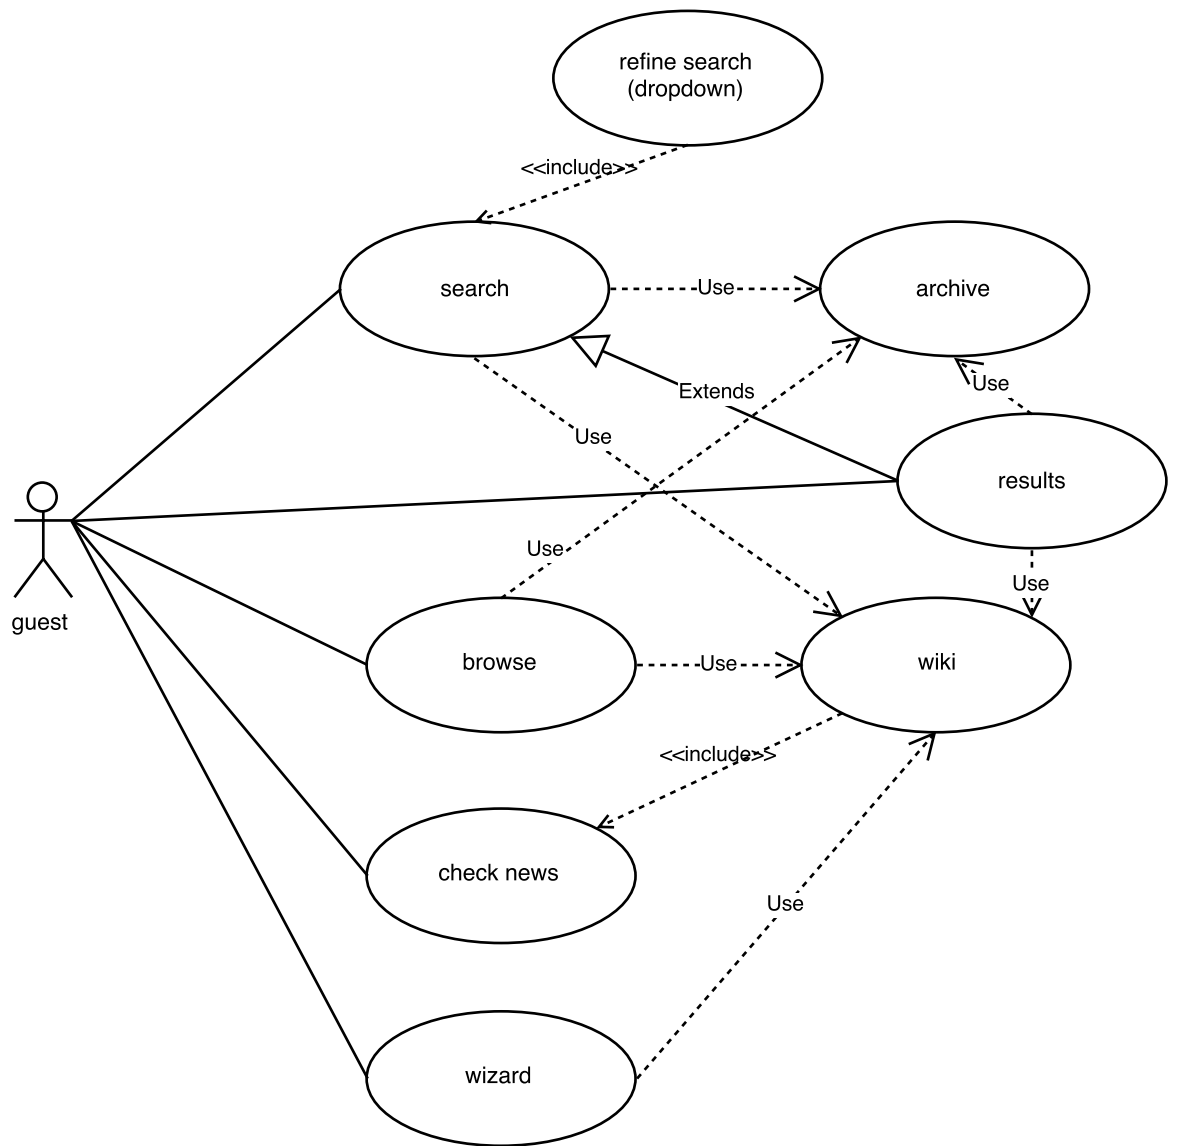 refine search
(dropdown)
<<include>>
search
Use
archive
Extends
Use
Use
results
Use
Use
guest
browse
Use
wiki
<<include>>
check news
Use
wizard